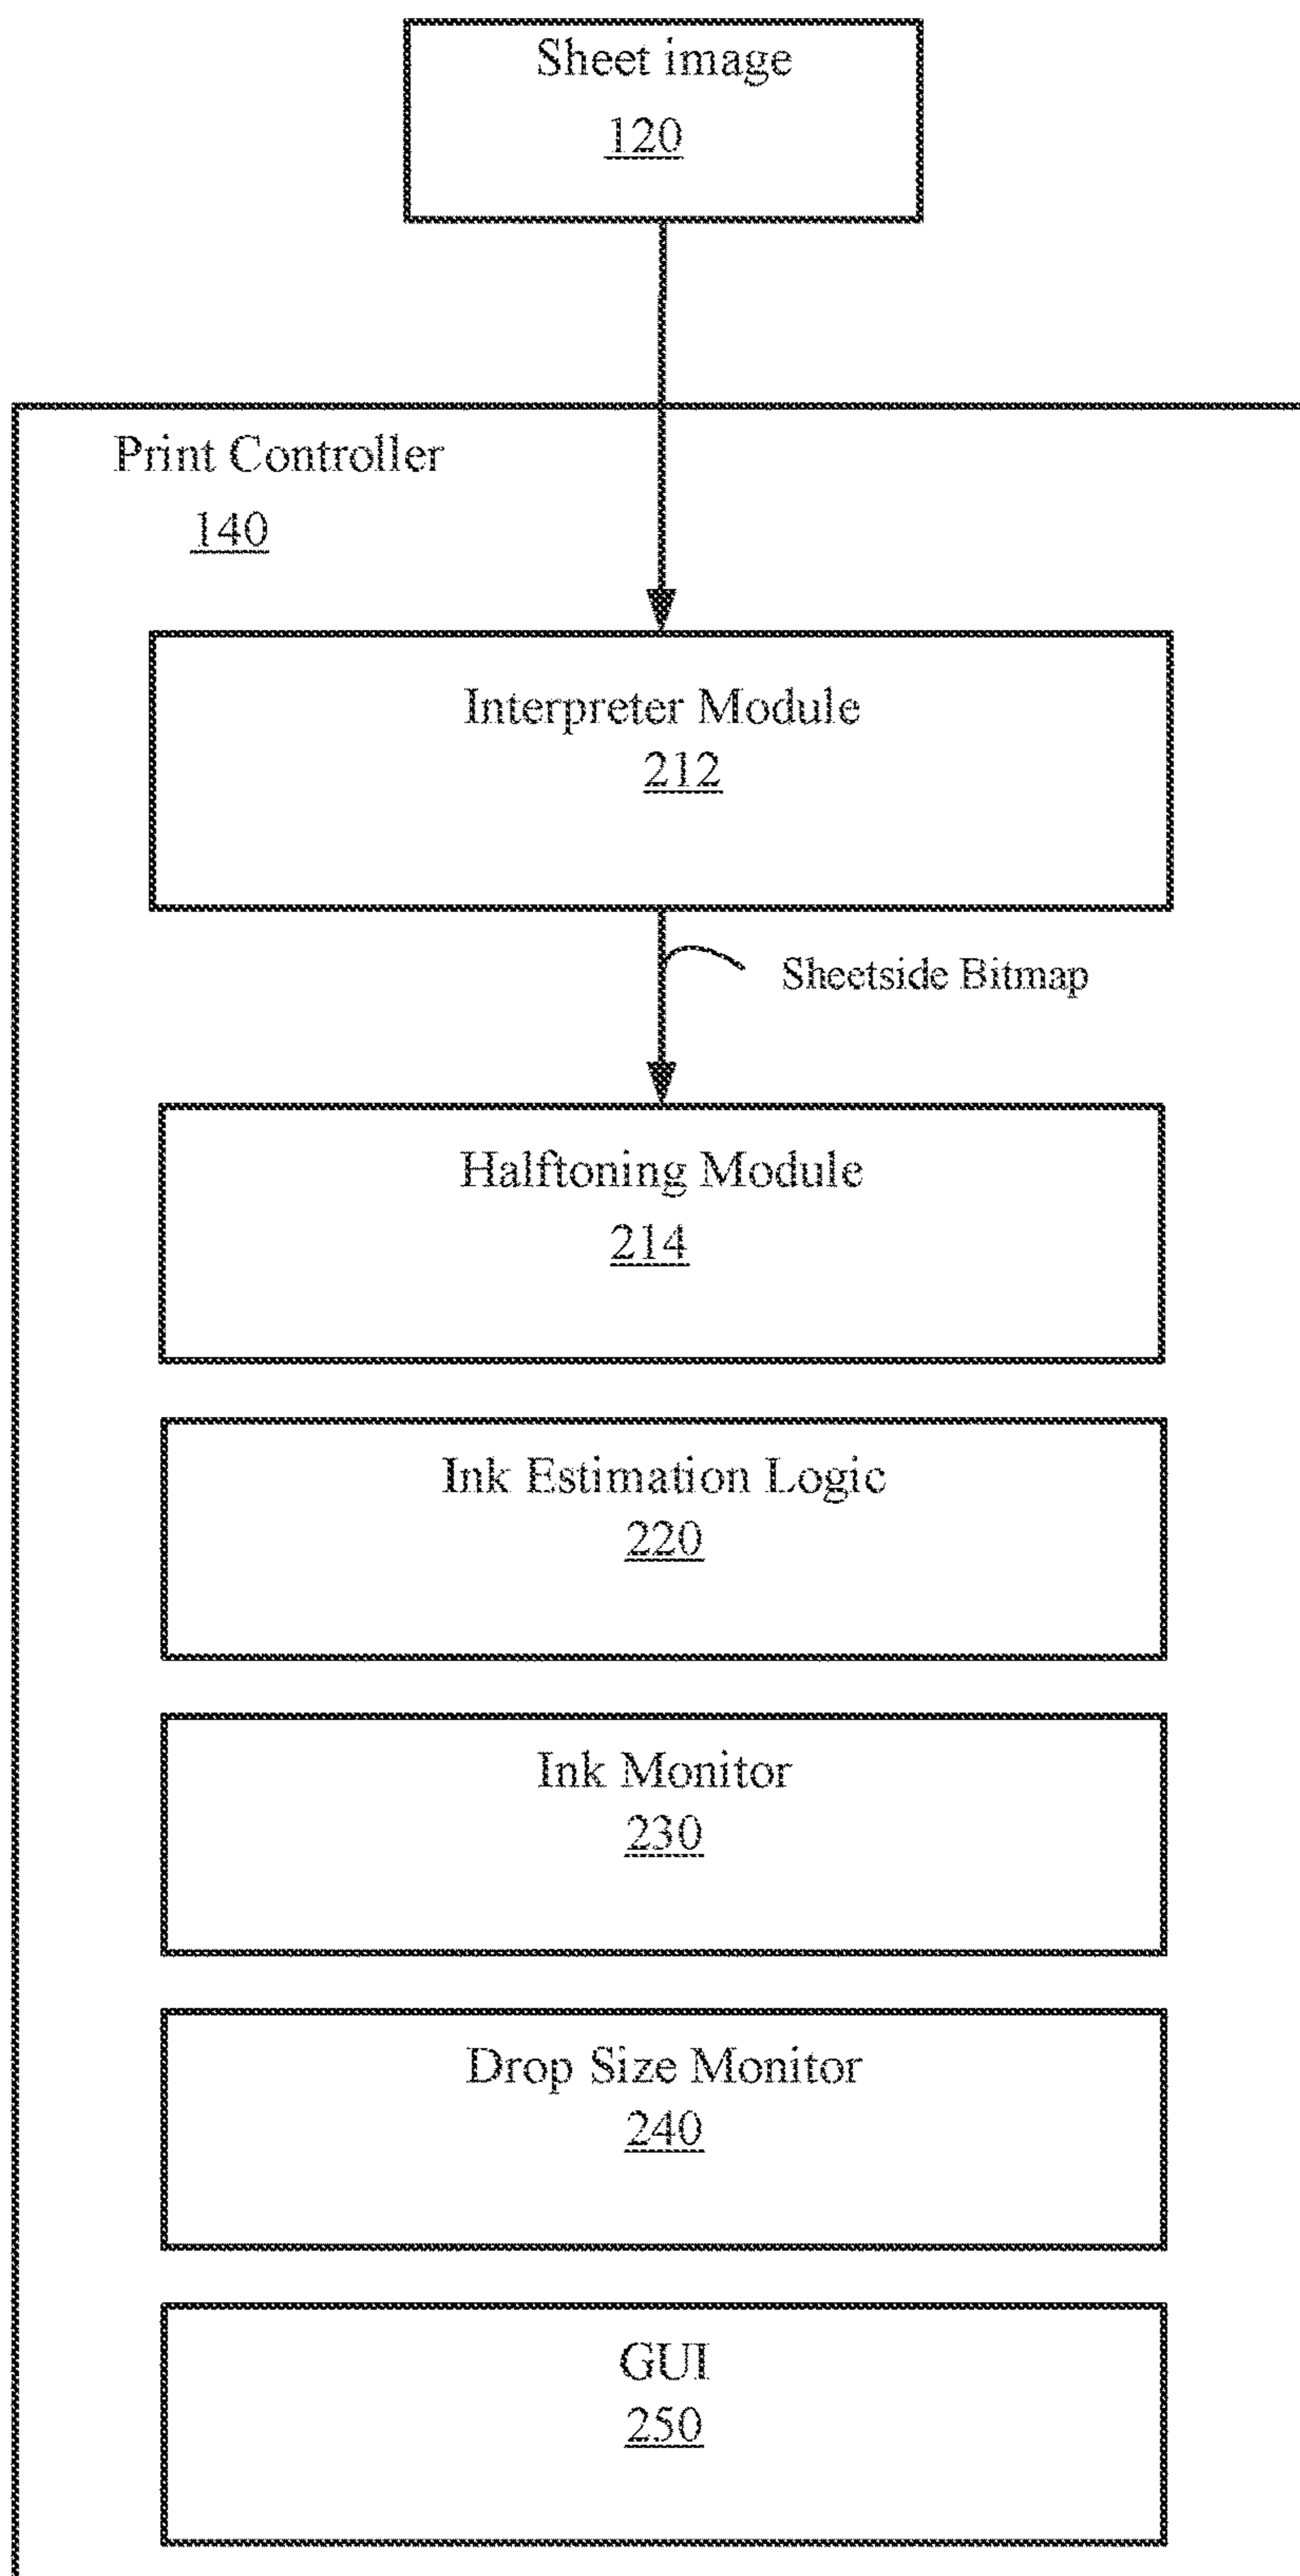 Sheet image
120
Print Controller
140
Interpreter Module
212
Sheetside Bitmap
Halftoning Module
214
Ink Estimation Logic
220
Ink Monitor
230
Drop Size Monitor
240
GUI
250